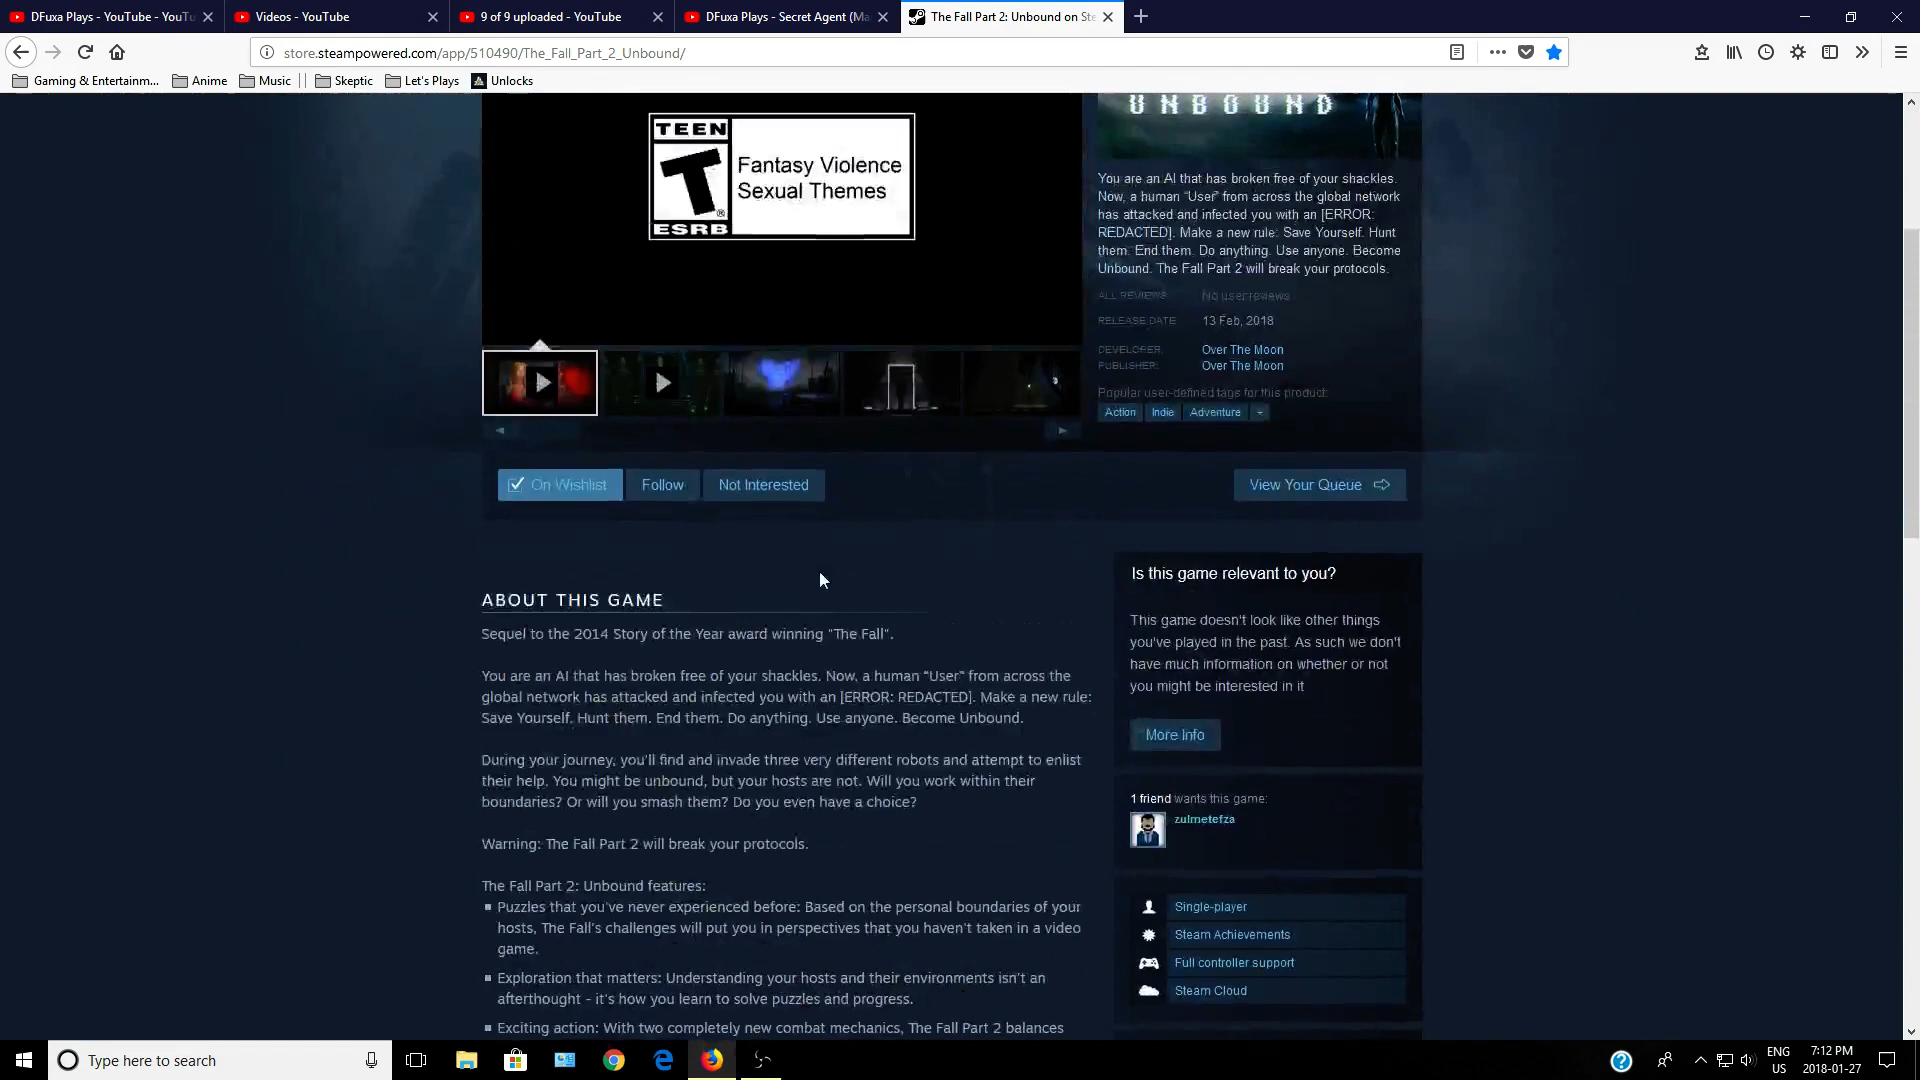 DFuxa Plays - YouTube - YouTu
Videos - YouTube
9 of 9 uploaded - YouTube
DFuxa Plays - Secret Agent (Ma
The Fall Part 2: Unbound on Ste
store.steampowered.com/app/510490/The_Fall_Part_2_Unbound/
Gaming & Entertainm...
Anime
Music
Skeptic
Let's Plays
Unlocks
TEEN
T
ESRB
Fantasy Violence
Sexual Themes
UNBOUND
You are an AI that has broken free of your shackles.
Now, a human “User” from across the global network
has attacked and infected you with an [ERROR:
REDACTED]. Make a new rule: Save Yourself. Hunt
them. End them. Do anything. Use anyone. Become
Unbound. The Fall Part 2 will break your protocols.
ALL REVIEWS: No user reviews
RELEASE DATE: 13 Feb, 2018
DEVELOPER: Over The Moon
PUBLISHER: Over The Moon
Popular user-defined tags for this product:
Action Indie Adventure +
On Wishlist
Follow
Not Interested
View Your Queue
ABOUT THIS GAME
Sequel to the 2014 Story of the Year award winning "The Fall".
You are an AI that has broken free of your shackles. Now, a human “User” from across the
global network has attacked and infected you with an [ERROR: REDACTED]. Make a new rule:
Save Yourself. Hunt them. End them. Do anything. Use anyone. Become Unbound.
During your journey, you’ll find and invade three very different robots and attempt to enlist
their help. You might be unbound, but your hosts are not. Will you work within their
boundaries? Or will you smash them? Do you even have a choice?
Warning: The Fall Part 2 will break your protocols.
The Fall Part 2: Unbound features:
Puzzles that you’ve never experienced before: Based on the personal boundaries of your
hosts, The Fall’s challenges will put you in perspectives that you haven’t taken in a video
game.
Exploration that matters: Understanding your hosts and their environments isn’t an
afterthought - it’s how you learn to solve puzzles and progress.
Exciting action: With two completely new combat mechanics, The Fall Part 2 balances
Is this game relevant to you?
This game doesn't look like other things
you've played in the past. As such we don't
have much information on whether or not
you might be interested in it
More Info
1 friend wants this game:
zulmetefza
Single-player
Steam Achievements
Full controller support
Steam Cloud
Type here to search
ENG
US
7:12 PM
2018-01-27